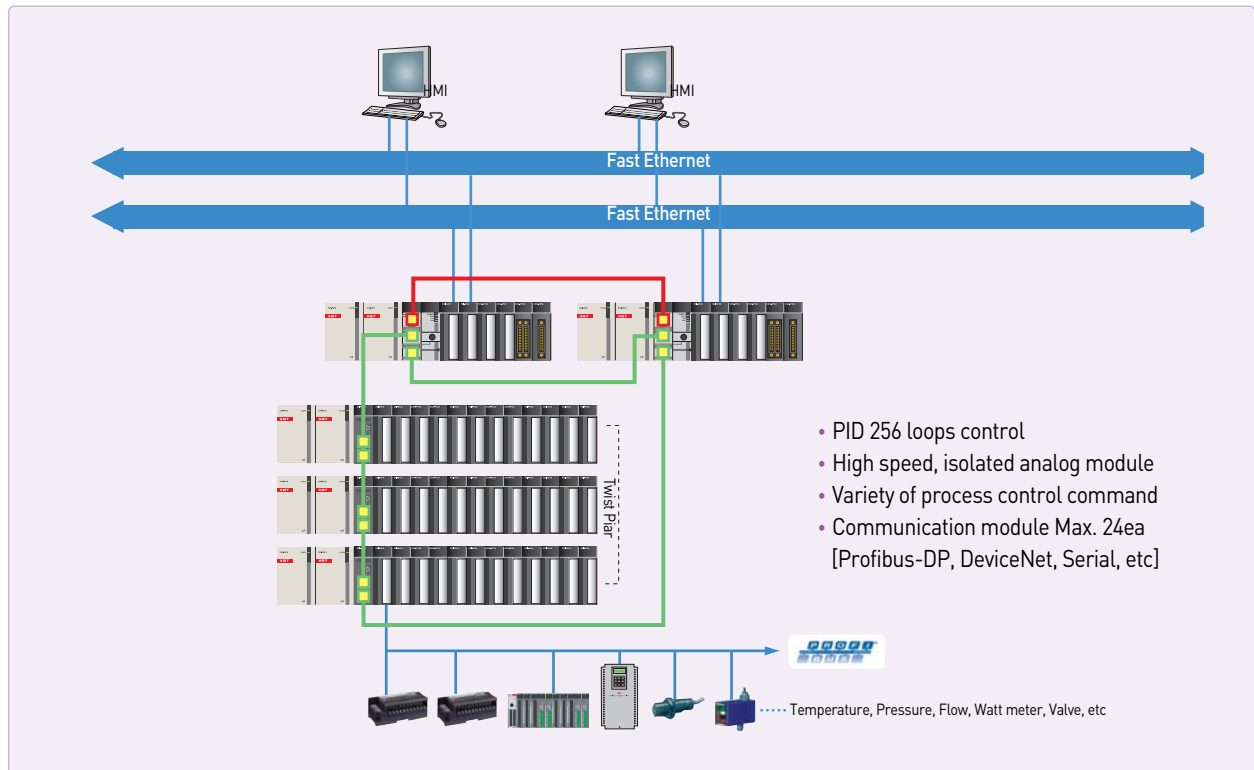 HMI
HMI
Fast Ethernet
Fast Ethernet
Twist Piar
• PID 256 loops control
• High speed, isolated analog module
• Variety of process control command
• Communication module Max. 24ea
[Profibus-DP, DeviceNet, Serial, etc]
PROFI
BUS
Temperature, Pressure, Flow, Watt meter, Valve, etc